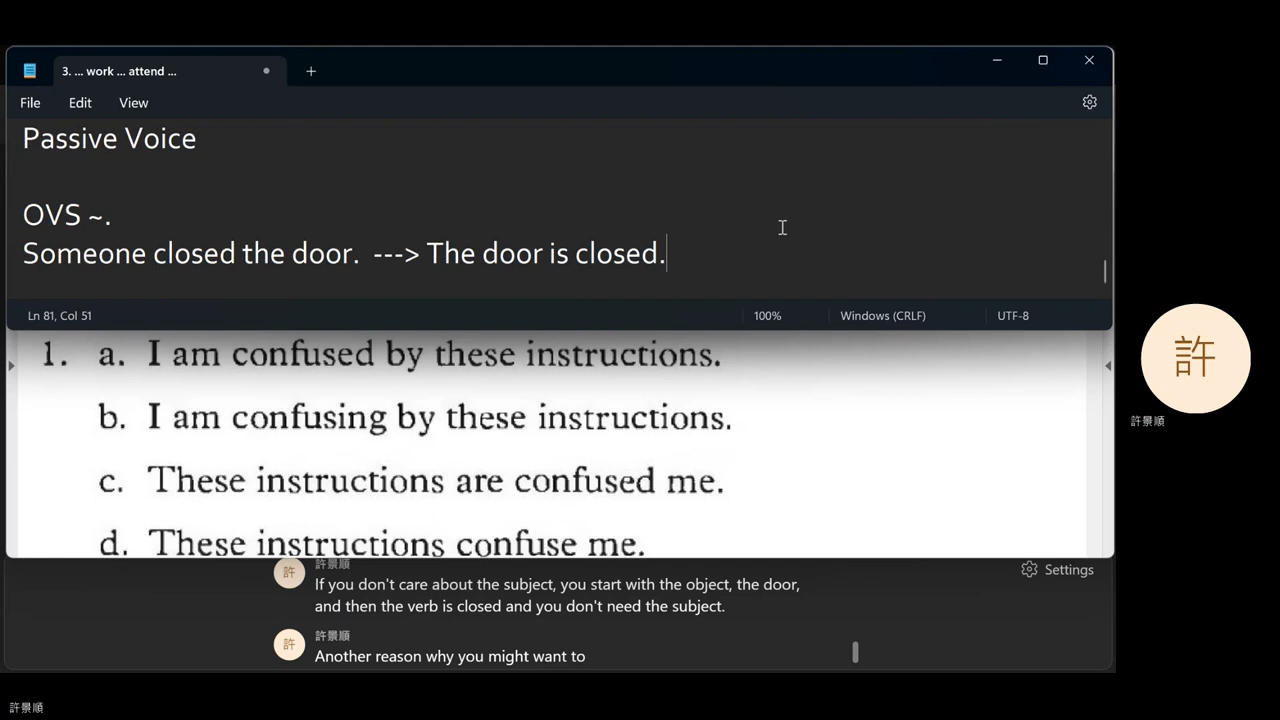 3. ... work ... attend ...
File Edit View
Passive Voice
OVS ~.
Someone closed the door.  ---> The door is closed.
Ln 81, Col 51 100% Windows (CRLF) UTF-8
1. a. I am confused by these instructions.
b. I am confusing by these instructions.
c. These instructions are confused me.
d. These instructions confuse me.
許
許景順
許景順
許 If you don't care about the subject, you start with the object, the door,
and then the verb is closed and you don't need the subject.
Settings
許景順
許 Another reason why you might want to
許景順